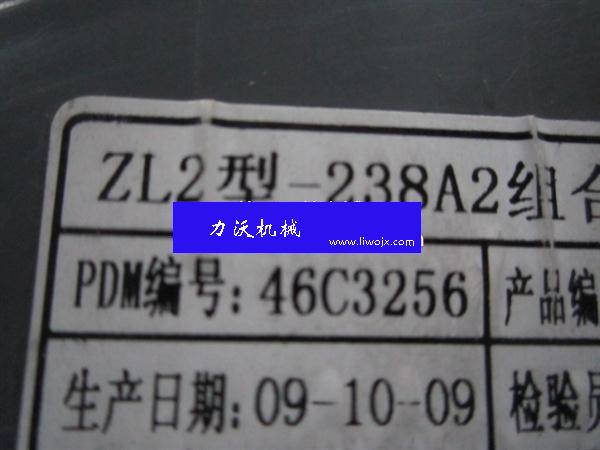 ZL2型-238A2组合
力沃机械
www.liwojx.com
PDM编号: 46C3256 产品编
生产日期: 09-10-09 检验员